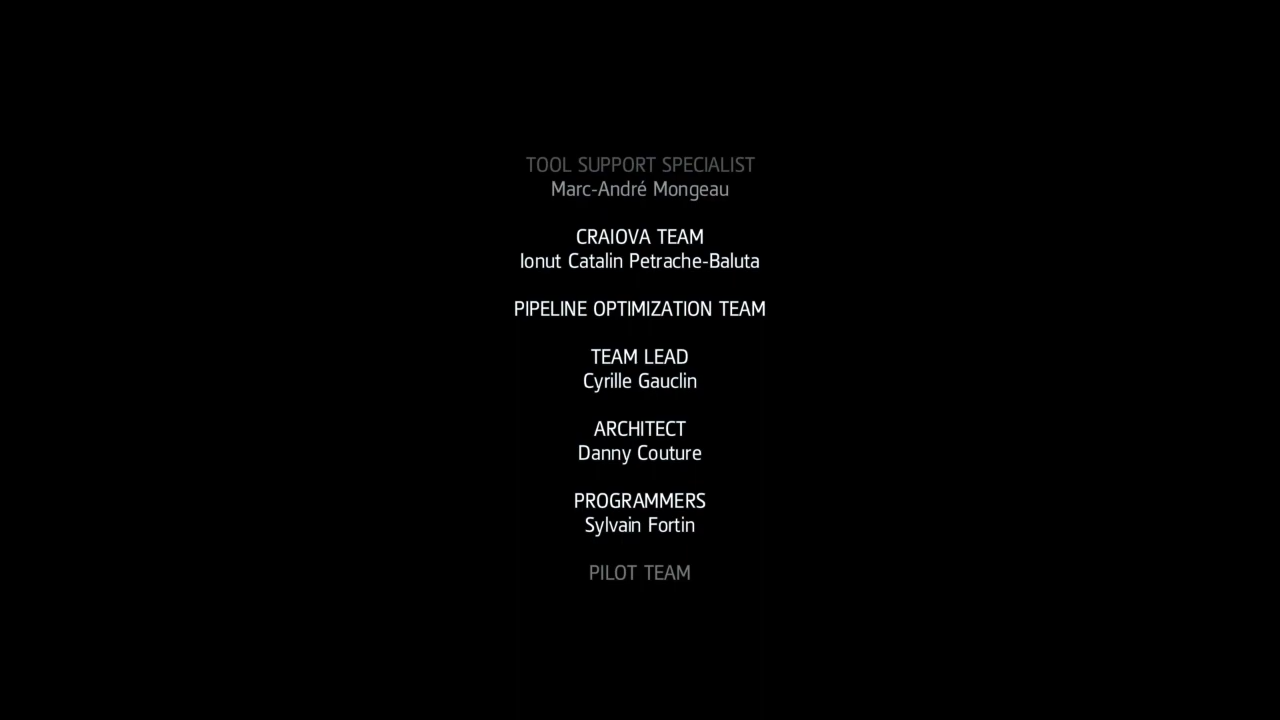 TOOL SUPPORT SPECIALIST
Marc-André Mongeau
CRAIOVA TEAM
Ionut Catalin Petrache-Baluta
PIPELINE OPTIMIZATION TEAM
TEAM LEAD
Cyrille Gauclin
ARCHITECT
Danny Couture
PROGRAMMERS
Sylvain Fortin
PILOT TEAM